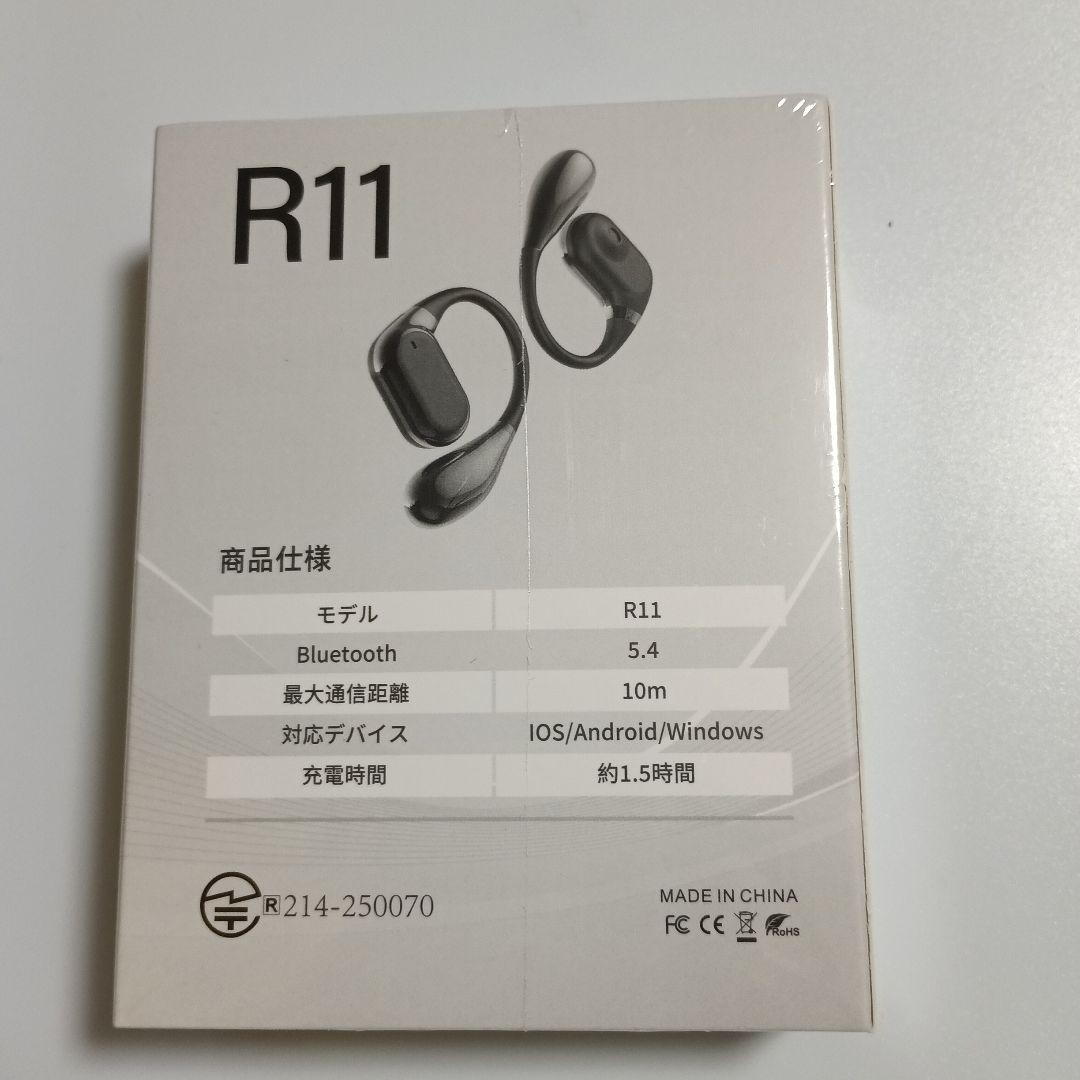 R11
商品仕様
モデル R11
Bluetooth 5.4
最大通信距離 10m
対応デバイス IOS/Android/Windows
充電時間 約1.5時間
R 214-250070
MADE IN CHINA
FC CE RoHS